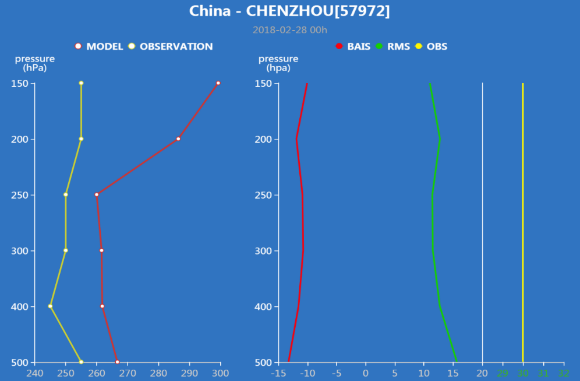 China - CHENZHOU[57972]
2018-02-28 00h
MODEL OBSERVATION
BAIS RMS OBS
pressure
(hPa)
150
200
250
300
400
500
240 250 260 270 280 290 300
pressure
(hpa)
150
200
250
300
400
500
-15 -10 -5 0 5 10 15 20 29 30 31 32